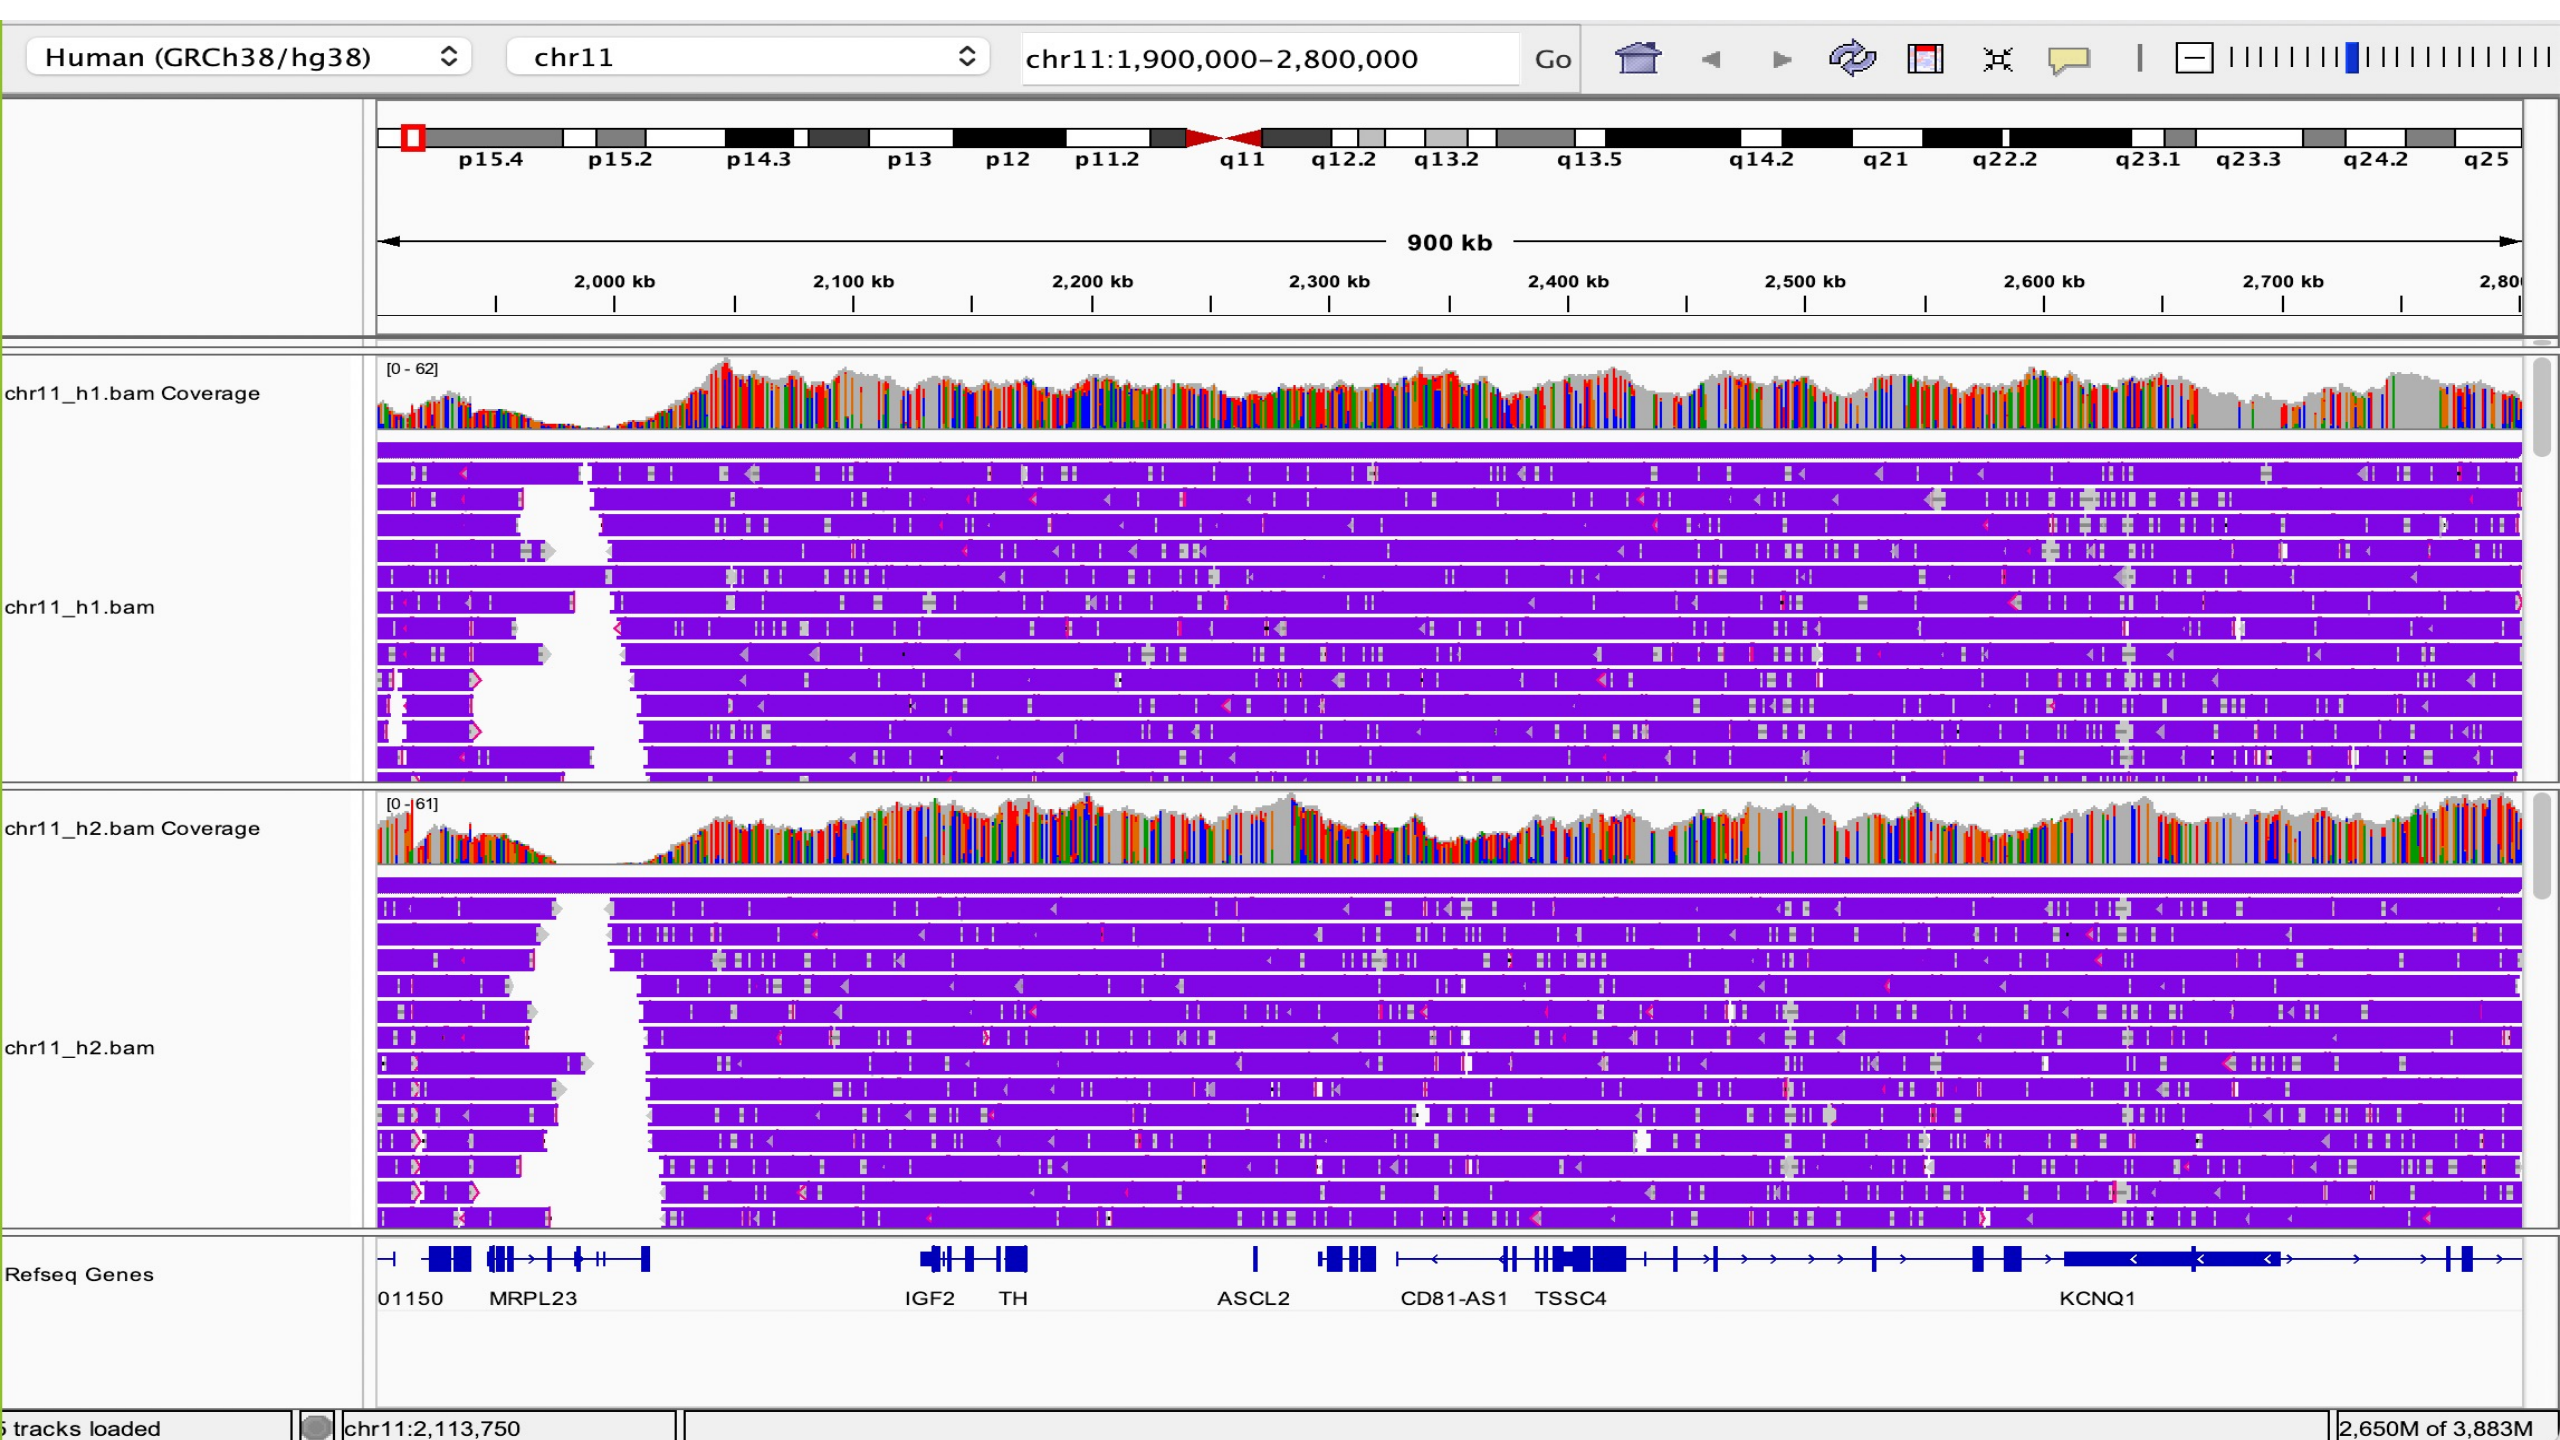 Human (GRCh38/hg38) chr11 chr11:1,900,000-2,800,000 Go
p15.4 p15.2 p14.3 p13 p12 p11.2 q11 q12.2 q13.2 q13.5 q14.2 q21 q22.2 q23.1 q23.3 q24.2 q25
900 kb
2,000 kb 2,100 kb 2,200 kb 2,300 kb 2,400 kb 2,500 kb 2,600 kb 2,700 kb 2,80
[0 - 62]
chr11_h1.bam Coverage
chr11_h1.bam
[0 - 61]
chr11_h2.bam Coverage
chr11_h2.bam
Refseq Genes
01150 MRPL23 IGF2 TH ASCL2 CD81-AS1 TSSC4 KCNQ1
tracks loaded chr11:2,113,750 2,650M of 3,883M